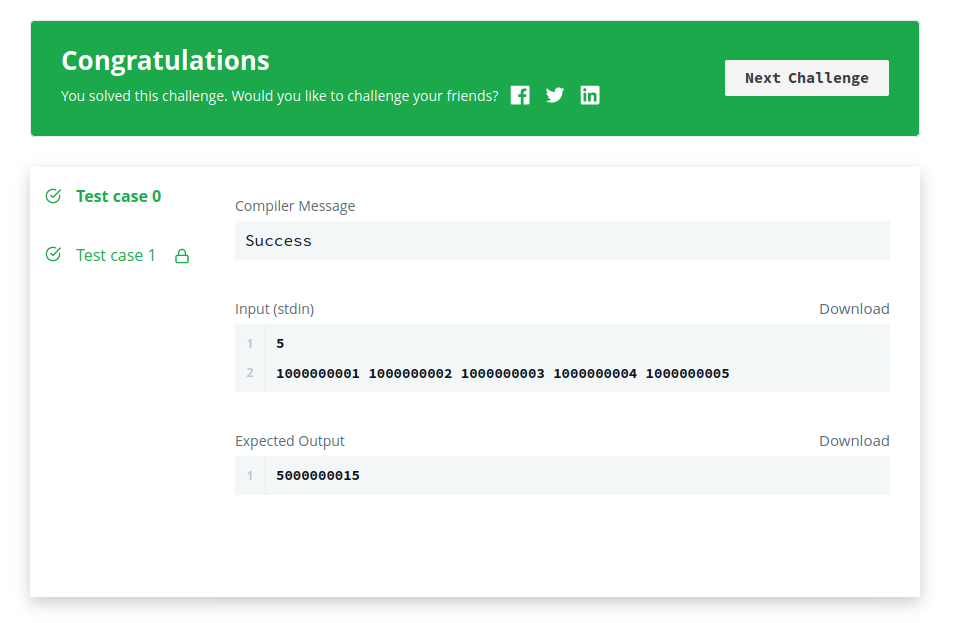 Congratulations
You solved this challenge. Would you like to challenge your friends?
Next Challenge
Test case 0
Test case 1
Compiler Message
Success
Input (stdin)
Download
1 5
2 1000000001 1000000002 1000000003 1000000004 1000000005
Expected Output
Download
1 5000000015